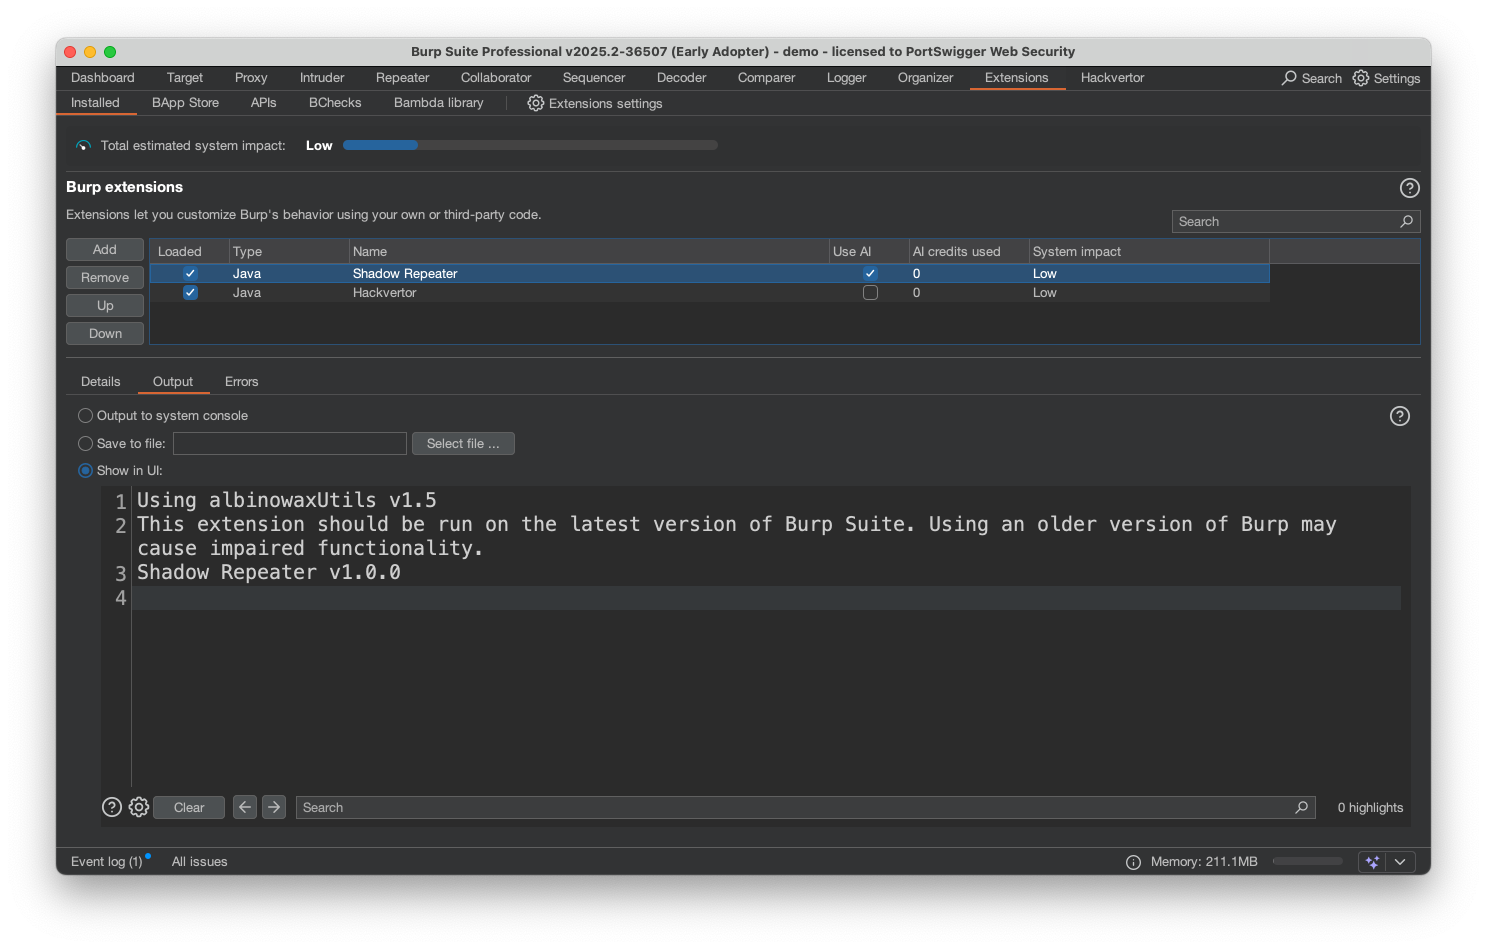 Burp Suite Professional v2025.2-36507 (Early Adopter) - demo - licensed to PortSwigger Web Security
Dashboard Target Proxy Intruder Repeater Collaborator Sequencer Decoder Comparer Logger Organizer Extensions Hackvertor Search Settings
Installed BApp Store APIs BChecks Bambda library Extensions settings
Total estimated system impact: Low
Burp extensions
Extensions let you customize Burp's behavior using your own or third-party code.
Search
Add
Remove
Up
Down
Loaded Type Name Use AI AI credits used System impact
Java Shadow Repeater 0 Low
Java Hackvertor 0 Low
Details Output Errors
Output to system console
Save to file: Select file ...
Show in UI:
1 Using albinowaxUtils v1.5
2 This extension should be run on the latest version of Burp Suite. Using an older version of Burp may
cause impaired functionality.
3 Shadow Repeater v1.0.0
4
Clear Search 0 highlights
Event log (1) All issues Memory: 211.1MB